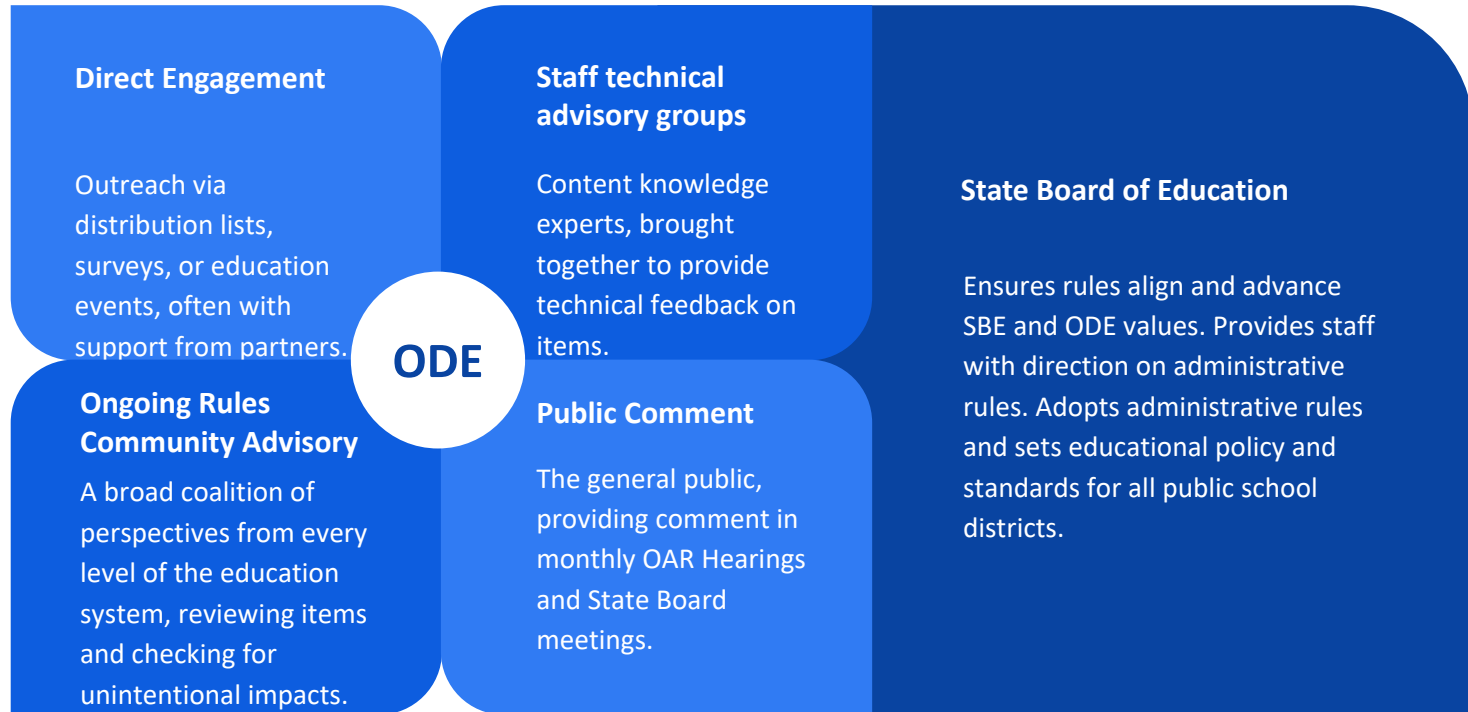 Direct Engagement
Outreach via
distribution lists,
surveys, or education
events, often with
support from partners.
Staff technical
advisory groups
Content knowledge
experts, brought
together to provide
technical feedback on
items.
ODE
Ongoing Rules
Community Advisory
A broad coalition of
perspectives from every
level of the education
system, reviewing items
and checking for
unintentional impacts.
Public Comment
The general public,
providing comment in
monthly OAR Hearings
and State Board
meetings.
State Board of Education
Ensures rules align and advance
SBE and ODE values. Provides staff
with direction on administrative
rules. Adopts administrative rules
and sets educational policy and
standards for all public school
districts.